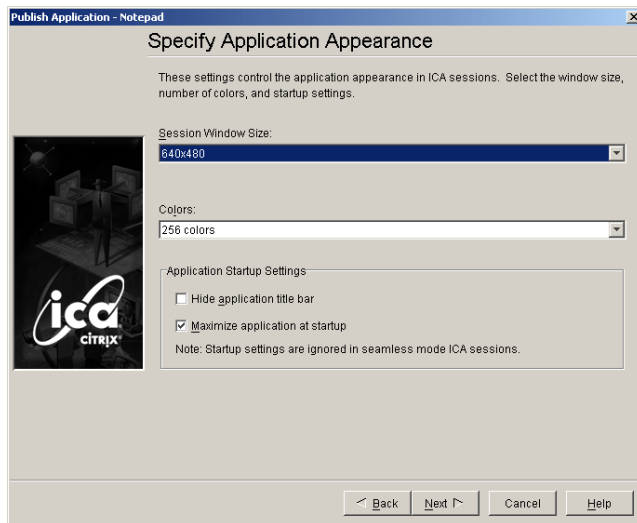 Publish Application - Notepad
Specify Application Appearance
These settings control the application appearance in ICA sessions. Select the window size,
number of colors, and startup settings.
Session Window Size:
640x480
Colors:
256 colors
Application Startup Settings
Hide application title bar
Maximize application at startup
Note: Startup settings are ignored in seamless mode ICA sessions.
ica
CITRIX
Back
Next
Cancel
Help